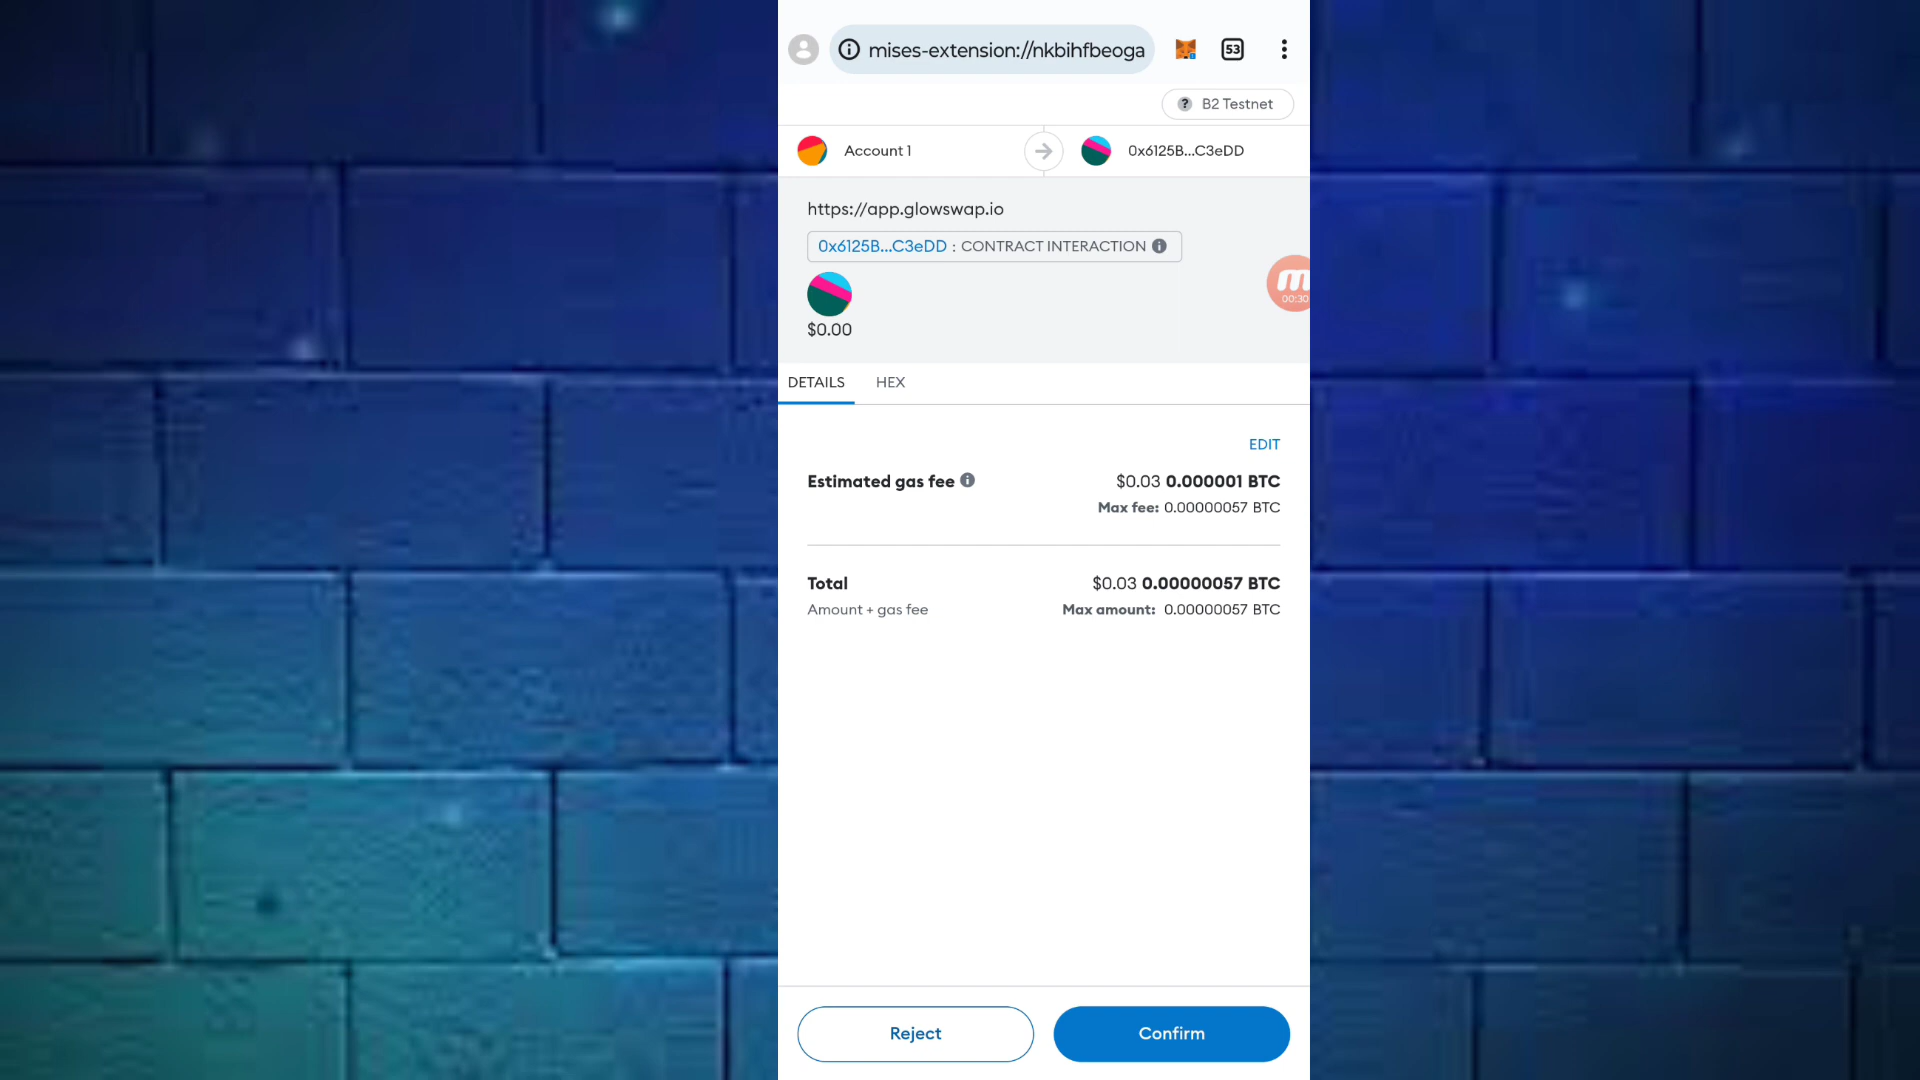 mises-extension://nkbihfbeoga
53
B2 Testnet
Account 1
0x6125B...C3eDD
https://app.glowswap.io
0x6125B...C3eDD : CONTRACT INTERACTION
00:30
$0.00
DETAILS HEX
EDIT
Estimated gas fee $0.03 0.000001 BTC
Max fee: 0.00000057 BTC
Total $0.03 0.00000057 BTC
Amount + gas fee Max amount: 0.00000057 BTC
Reject Confirm